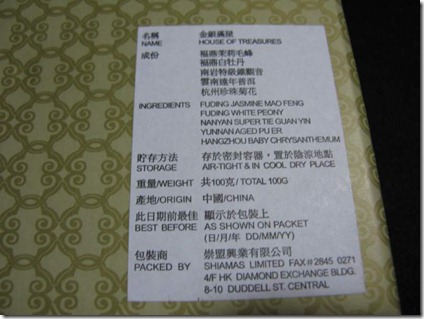 名稱 金銀滿屋
NAME HOUSE OF TREASURES
成份 福鼎茉莉毛峰
福鼎白牡丹
南岩特級鐵觀音
雲南遠年普洱
杭州珍珠菊花
INGREDIENTS FUDING JASMINE MAO FENG
FUDING WHITE PEONY
NANYAN SUPER TIE GUAN YIN
YUNNAN AGED PU ER
HANGZHOU BABY CHRYSANTHEMUM
貯存方法 存於密封容器，置於陰涼地點
STORAGE AIR-TIGHT & IN COOL DRY PLACE
重量/WEIGHT 共100克/TOTAL 100G
產地/ORIGIN 中國/CHINA
此日期前最佳 顯示於包裝上
BEST BEFORE AS SHOWN ON PACKET
(日/月/年 DD/MM/YY)
包裝商 崇盟興業有限公司
PACKED BY SHIAMAS LIMITED FAX#2845 0271
4/F HK DIAMOND EXCHANGE BLDG.
8-10 DUDDELL ST. CENTRAL